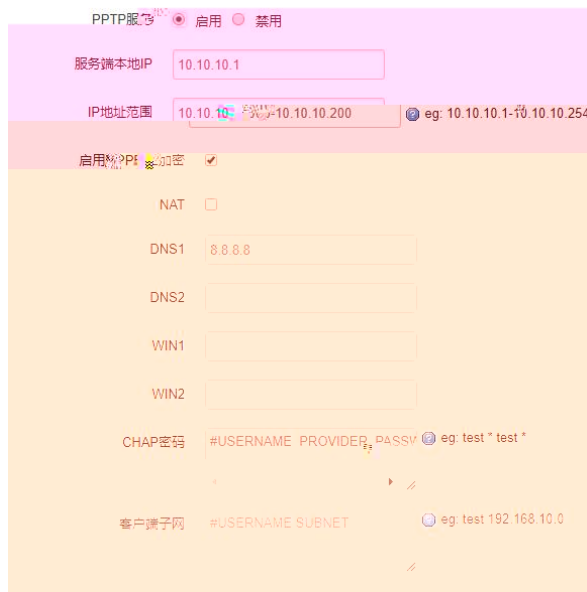 PPTP服务 启用 禁用
服务端本地IP 10.10.10.1
IP地址范围 -10.10.10.200 eg: 10.10.10.1-10.10.10.254
启用 加密
NAT
DNS1 8.8.8.8
DNS2
WIN1
WIN2
CHAP密码 #USERNAME PROVIDER PASSW eg: test * test *
客户端子网 #USERNAME SUBNET eg: test 192.168.10.0